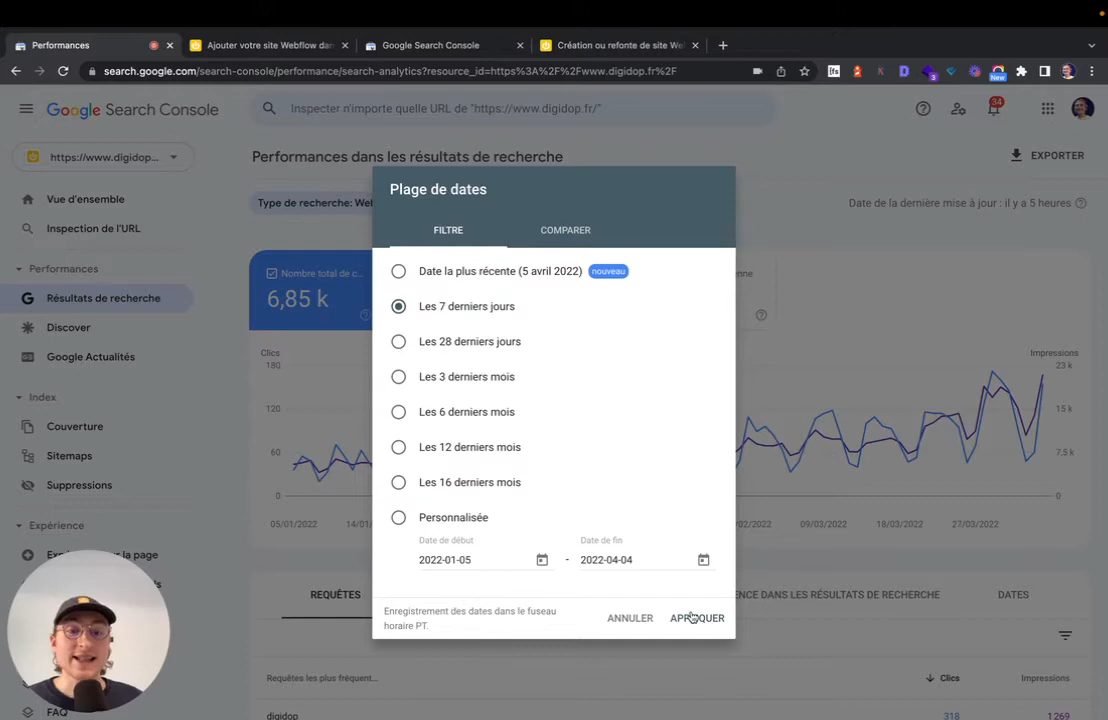 Performances
Ajouter votre site Webflow dan
Google Search Console
Création ou refonte de site We
search.google.com/search-console/performance/search-analytics?resource_id=https%3A%2F%2Fwww.digidop.fr%2F
New
Google Search Console
Inspecter n'importe quelle URL de "https://www.digidop.fr/"
34
https://www.digidop...
Performances dans les résultats de recherche
EXPORTER
Vue d'ensemble
Inspection de l'URL
Performances
Résultats de recherche
Discover
Google Actualités
Index
Couverture
Sitemaps
Suppressions
Expérience
FAQ
Type de recherche: We
Date de la dernière mise à jour : il y a 5 heures
Nombre total de c...
6,85 k
Plage de dates
FILTRE
COMPARER
Date la plus récente (5 avril 2022) nouveau
Les 7 derniers jours
Les 28 derniers jours
Les 3 derniers mois
Les 6 derniers mois
Les 12 derniers mois
Les 16 derniers mois
Personnalisée
Date de début
Date de fin
2022-01-05
-
2022-04-04
Enregistrement des dates dans le fuseau
horaire PT.
ANNULER
APPLIQUER
Clics
Impressions
180
23 k
120
15 k
60
7,5 k
0
0
05/01/2022
09/03/2022
18/03/2022
27/03/2022
REQUÊTES
DANS LES RÉSULTATS DE RECHERCHE
DATES
Requêtes les plus fréquent...
Clics
Impressions
digidop
318
1 269